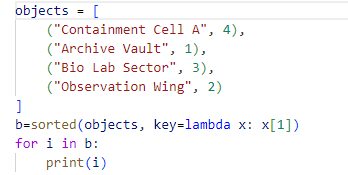 objects = [
    ("Containment Cell A", 4),
    ("Archive Vault", 1),
    ("Bio Lab Sector", 3),
    ("Observation Wing", 2)
]
b=sorted(objects, key=lambda x: x[1])
for i in b:
    print(i)